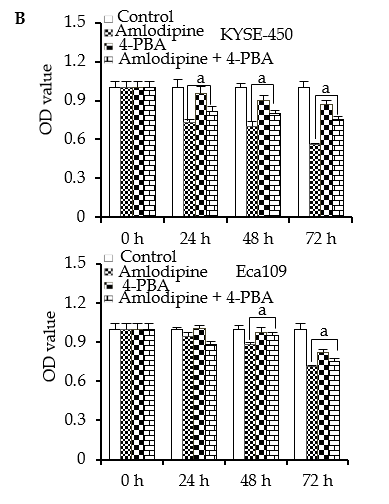 B
1.5
Control
Amlodipine
KYSE-450
4-PBA
Amlodipine + 4-PBA
1.2
a
a
a
0.9
OD value
0.6
0.3
0
0 h 24 h 48 h 72 h
1.5
Control
Amlodipine
Eca109
4-PBA
Amlodipine + 4-PBA
1.2
a
a
0.9
OD value
0.6
0.3
0
0 h 24 h 48 h 72 h